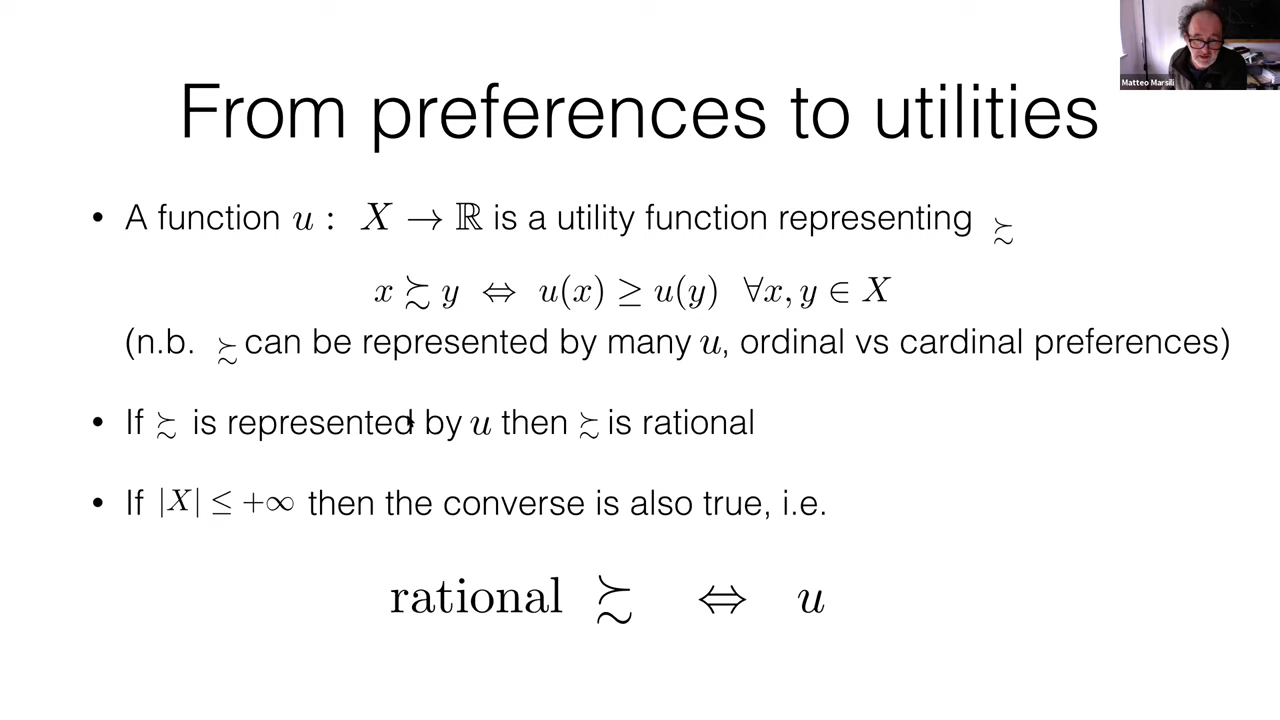 Matteo Marsili
From preferences to utilities
• A function u : X → ℝ is a utility function representing ≿
x ≿ y ⇔ u(x) ≥ u(y) ∀x, y ∈ X
(n.b. ≿ can be represented by many u, ordinal vs cardinal preferences)
• If ≿ is represented by u then ≿ is rational
• If |X| ≤ +∞ then the converse is also true, i.e.
rational ≿ ⇔ u